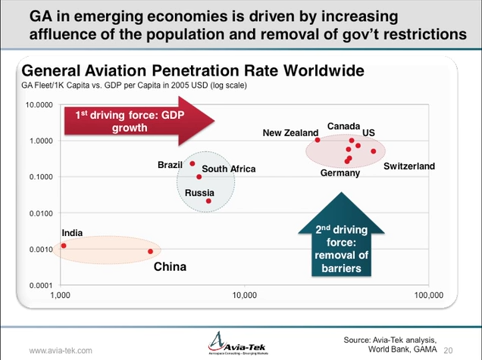 GA in emerging economies is driven by increasing
affluence of the population and removal of gov't restrictions
General Aviation Penetration Rate Worldwide
GA Fleet/1K Capita vs. GDP per Capita in 2005 USD (log scale)
10.0000
1st driving force: GDP
growth
1.0000
New Zealand
Canada
US
Switzerland
Germany
0.1000
Brazil
South Africa
Russia
0.0100
2nd driving
force:
removal of
barriers
India
0.0010
China
0.0001
1,000
10,000
100,000
www.avia-tek.com
Avia-Tek
Source: Avia-Tek analysis,
World Bank, GAMA
20